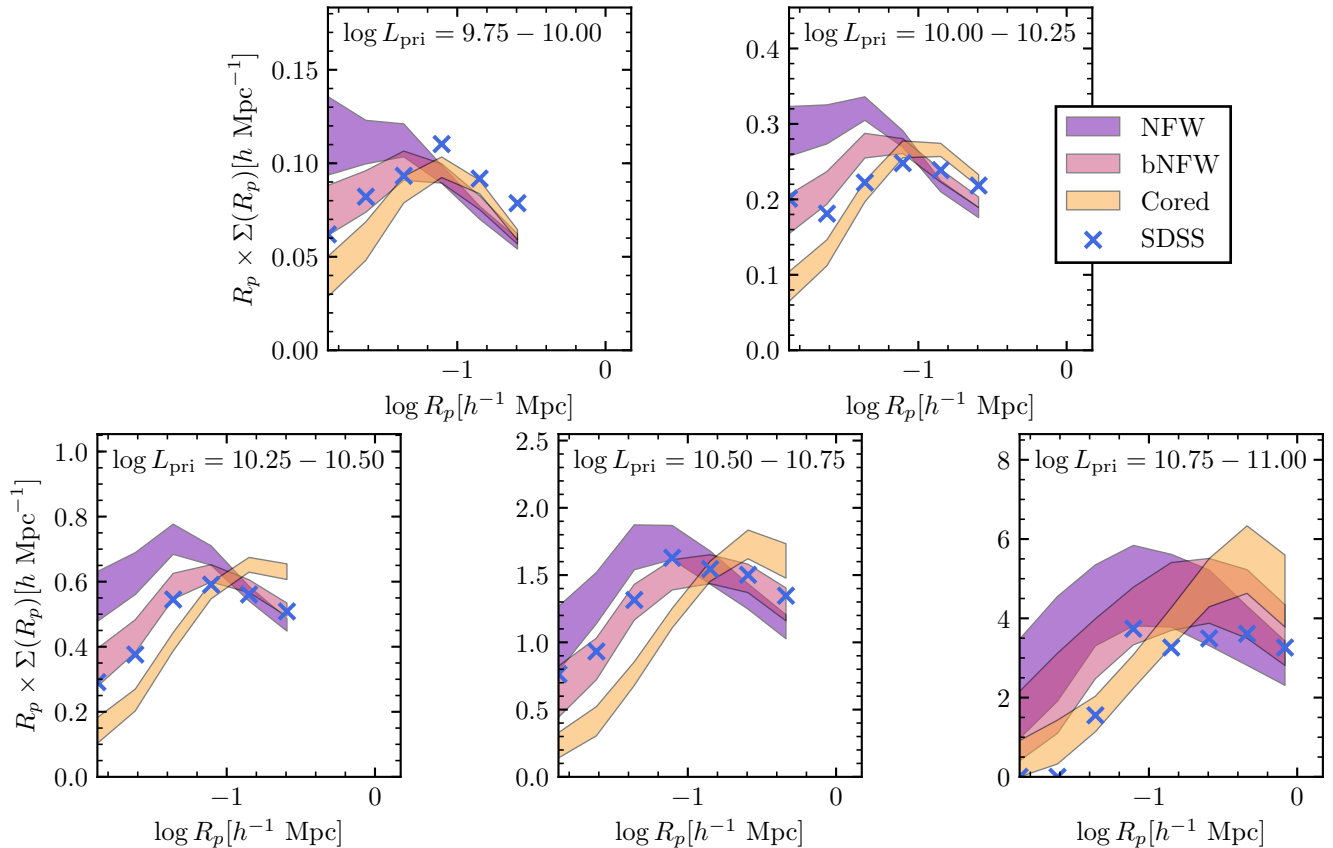 log L_pri = 9.75 − 10.00
log L_pri = 10.00 − 10.25
R_p × Σ(R_p)[h Mpc⁻¹]
0.15
0.10
0.05
0.00
−1
0
log R_p[h⁻¹ Mpc]
0.4
0.3
0.2
0.1
0.0
−1
0
log R_p[h⁻¹ Mpc]
NFW
bNFW
Cored
SDSS
log L_pri = 10.25 − 10.50
log L_pri = 10.50 − 10.75
log L_pri = 10.75 − 11.00
R_p × Σ(R_p)[h Mpc⁻¹]
1.0
0.8
0.6
0.4
0.2
0.0
−1
0
log R_p[h⁻¹ Mpc]
2.5
2.0
1.5
1.0
0.5
0.0
−1
0
log R_p[h⁻¹ Mpc]
8
6
4
2
0
−1
0
log R_p[h⁻¹ Mpc]